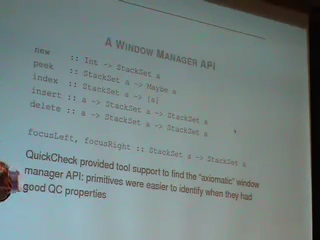 A WINDOW MANAGER API
new :: Int -> StackSet a
peek :: StackSet a -> Maybe a
index :: StackSet a -> [a]
insert :: a -> StackSet a -> StackSet a
delete :: a -> StackSet a -> StackSet a
focusLeft, focusRight :: StackSet a -> StackSet a
QuickCheck provided tool support to find the "axiomatic" window
manager API: primitives were easier to identify when they had
good QC properties